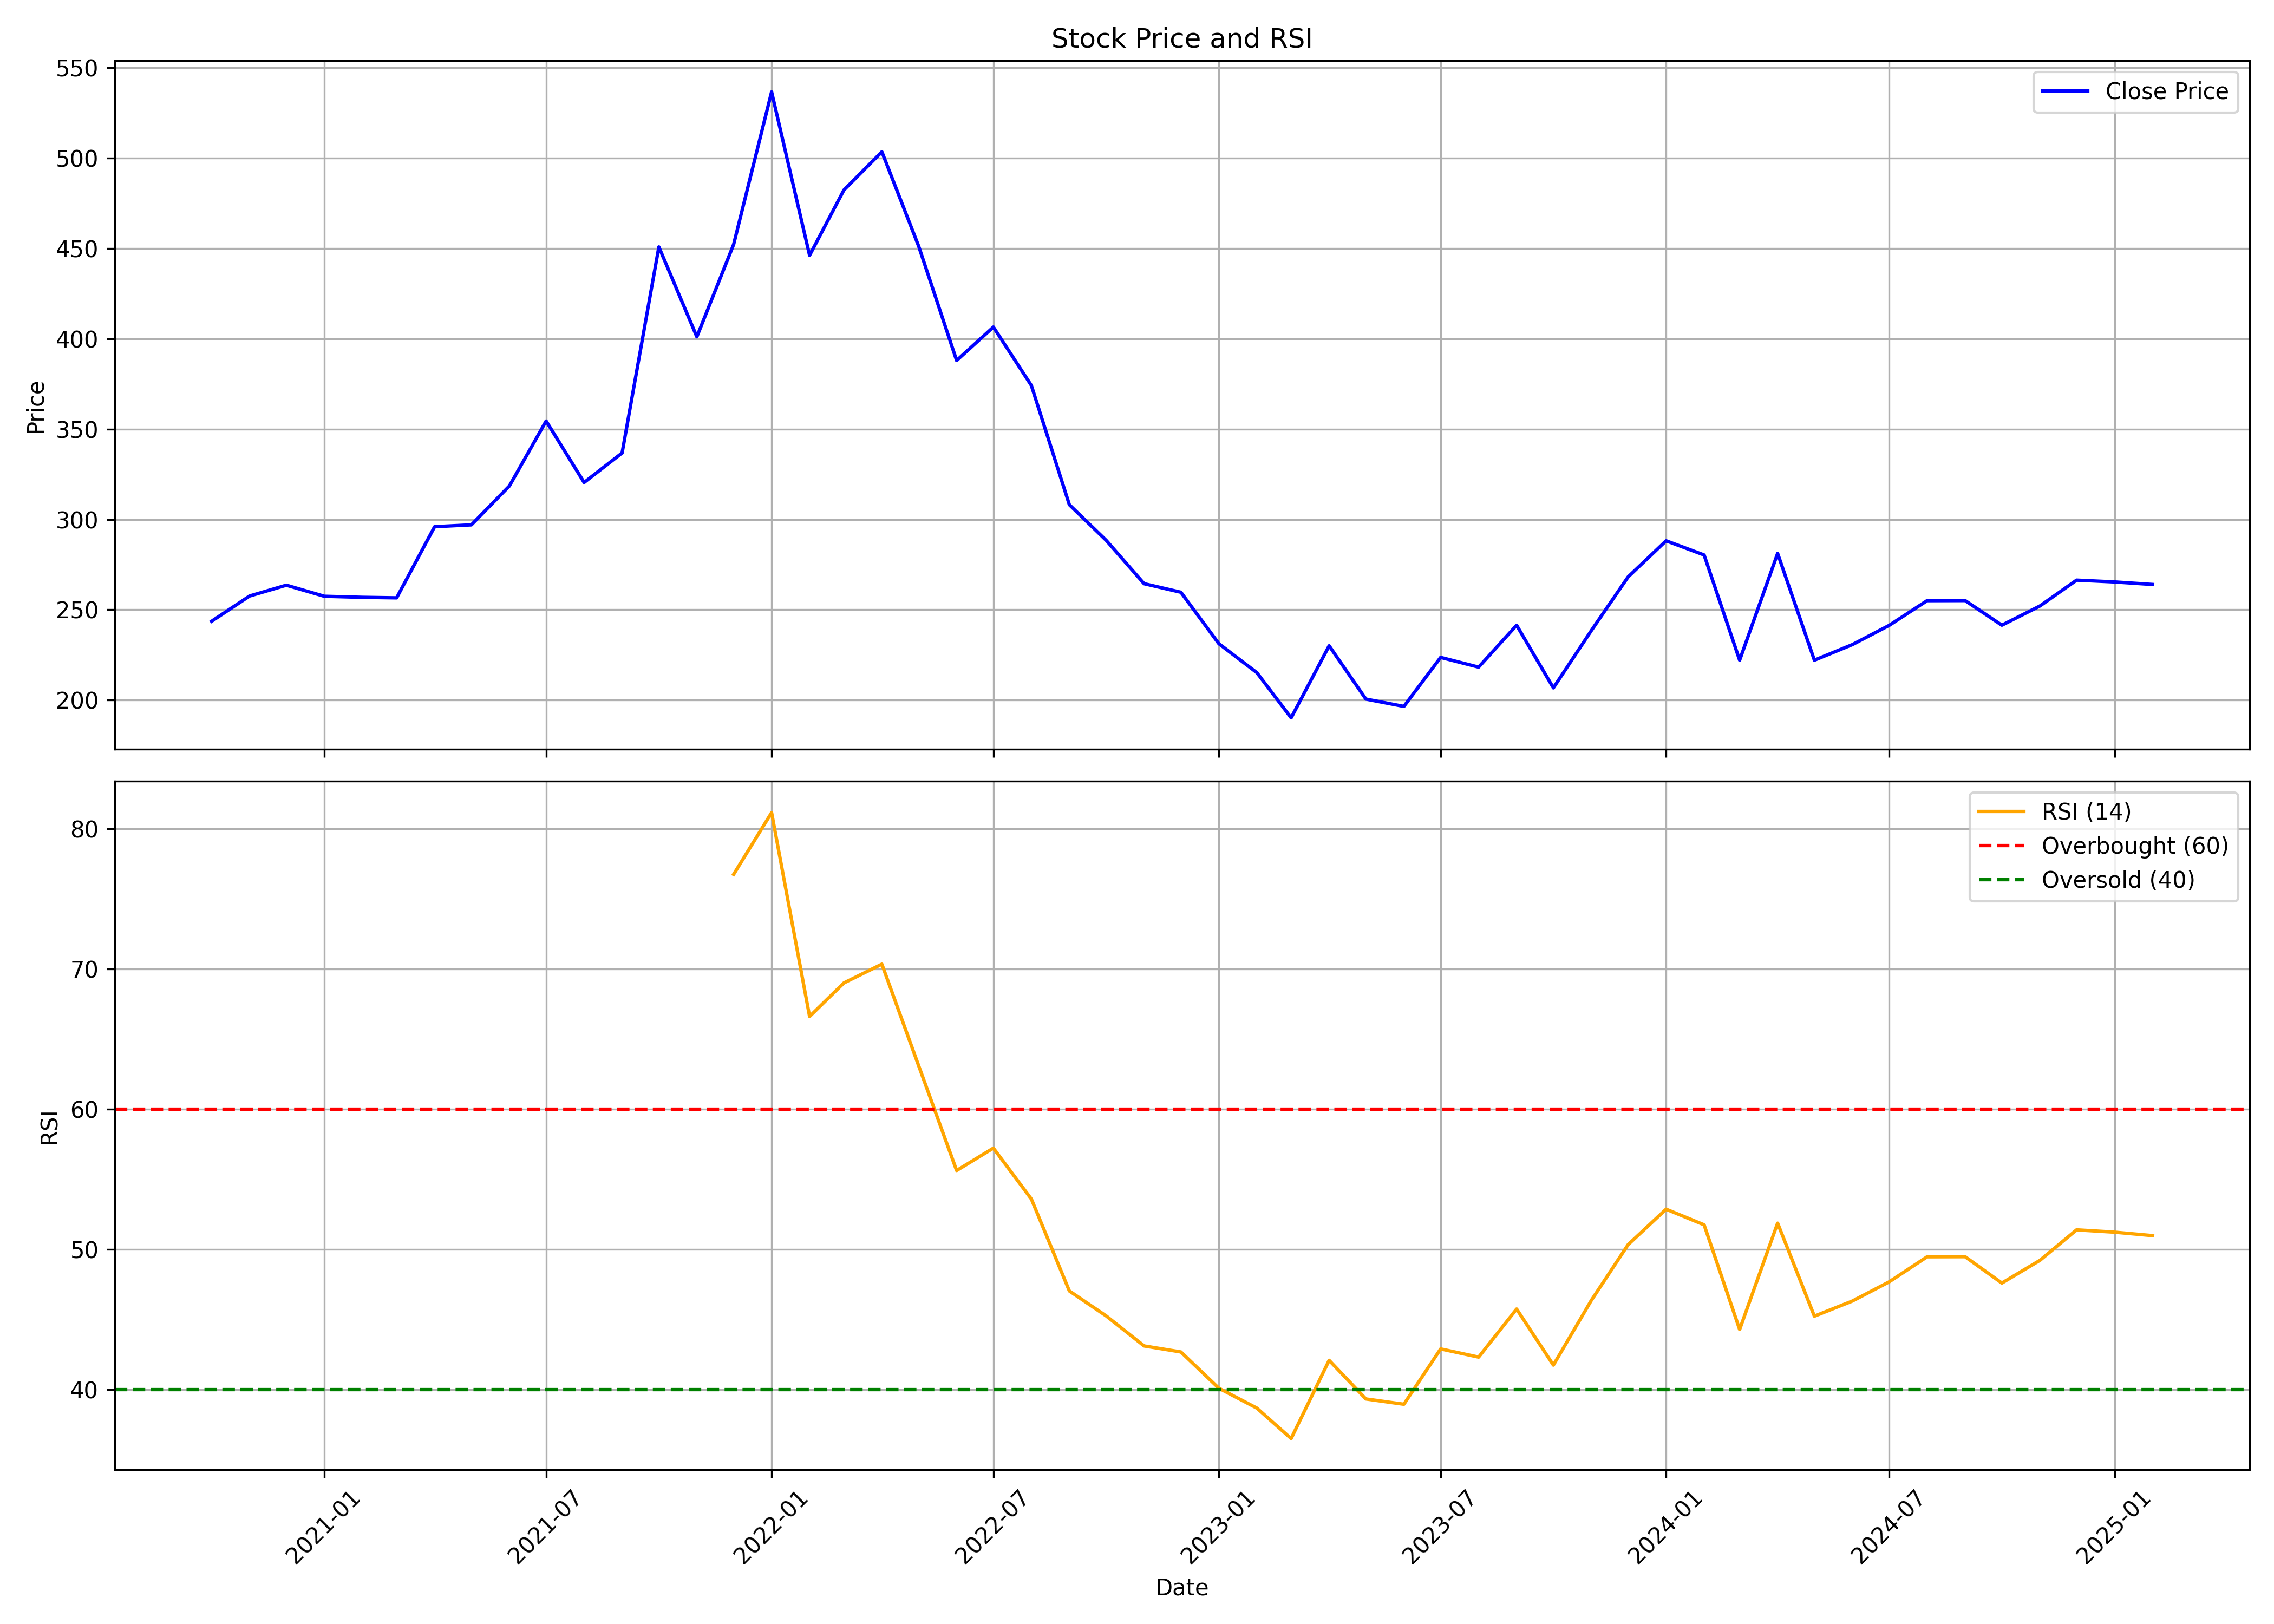 Stock Price and RSI
550
500
450
400
350
300
250
200
Price
Close Price
80
70
60
50
40
RSI
RSI (14)
Overbought (60)
Oversold (40)
2021-01
2021-07
2022-01
2022-07
2023-01
2023-07
2024-01
2024-07
2025-01
Date